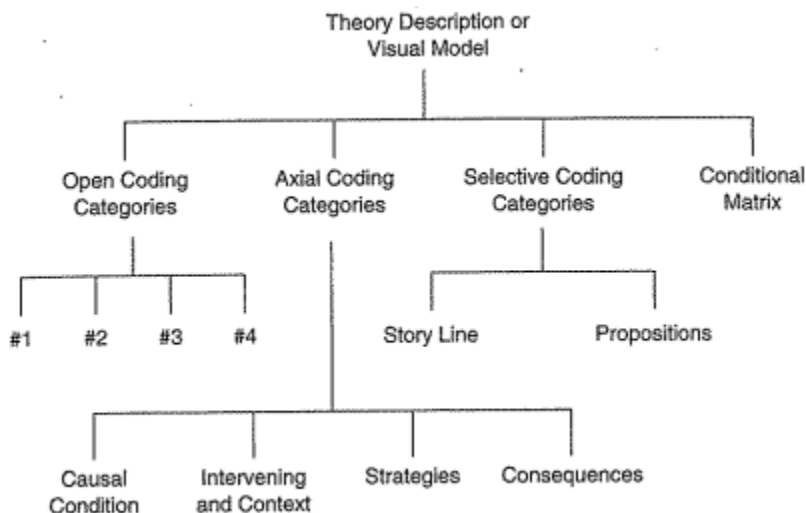 Theory Description or
Visual Model
Open Coding
Categories
Axial Coding
Categories
Selective Coding
Categories
Conditional
Matrix
#1
#2
#3
#4
Story Line
Propositions
Causal
Condition
Intervening
and Context
Strategies
Consequences